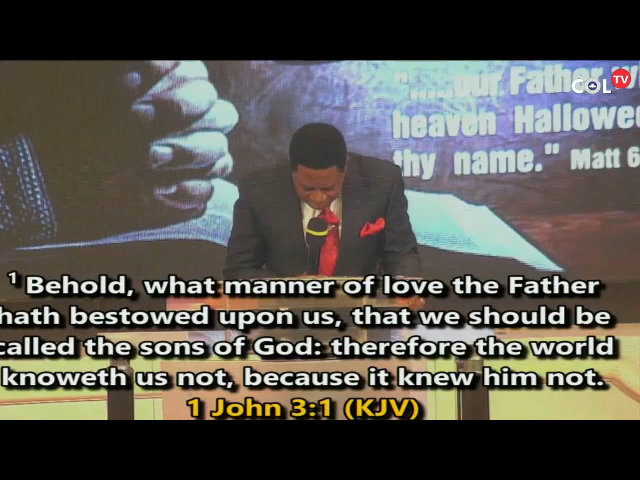 COL TV
".....our Father
heaven Hallowe
thy name." Matt 6
1 Behold, what manner of love the Father
hath bestowed upon us, that we should be
called the sons of God: therefore the world
knoweth us not, because it knew him not.
1 John 3:1 (KJV)